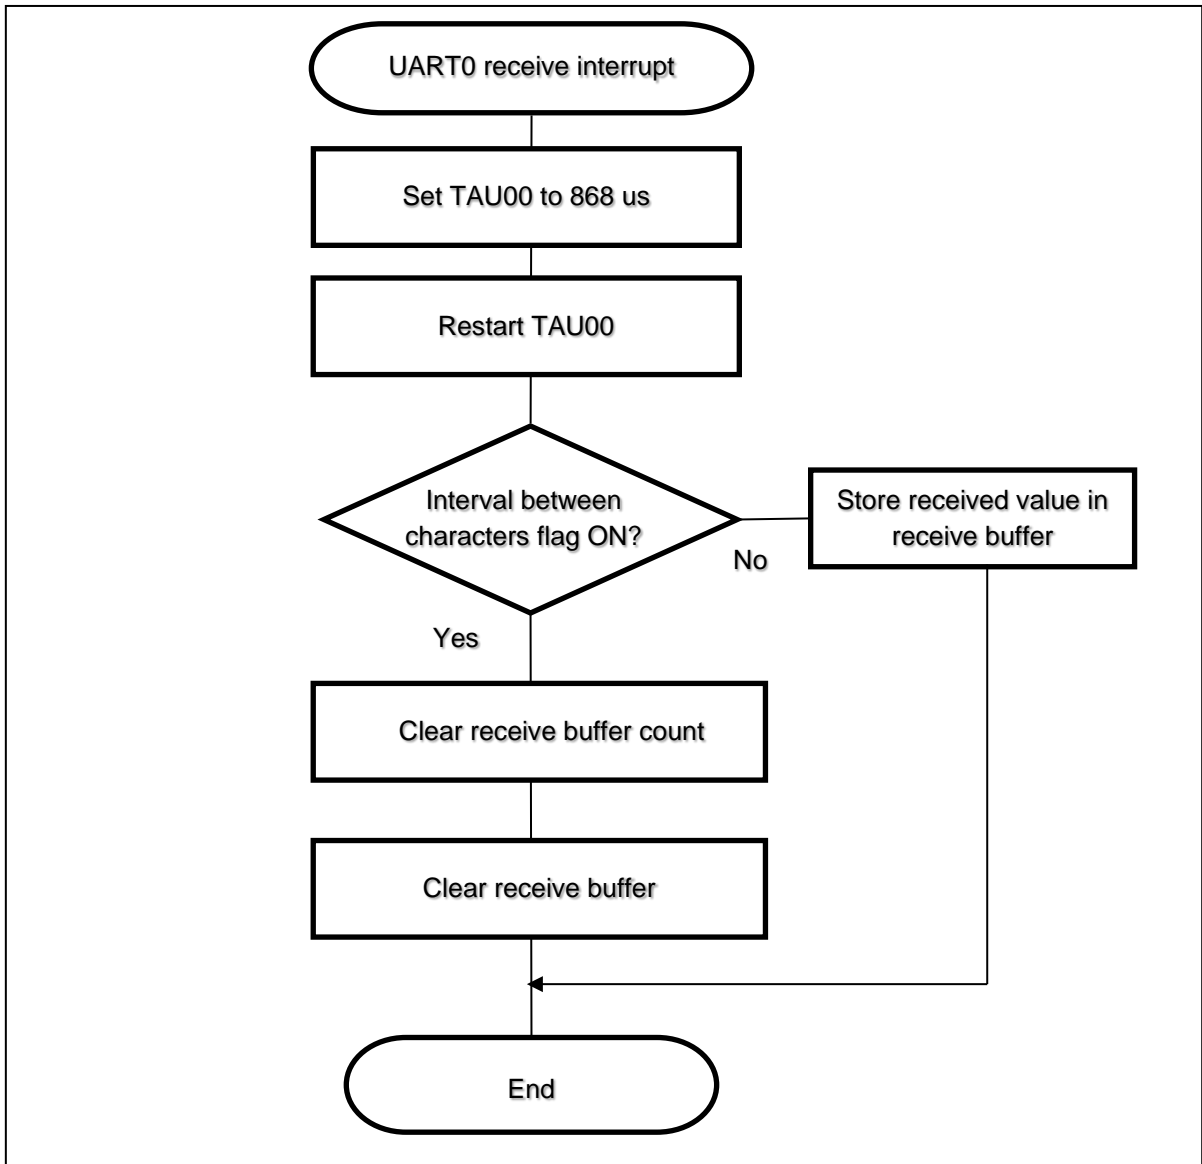 UART0 receive interrupt
Set TAU00 to 868 us
Restart TAU00
Interval between
characters flag ON?
No
Store received value in
receive buffer
Yes
Clear receive buffer count
Clear receive buffer
End